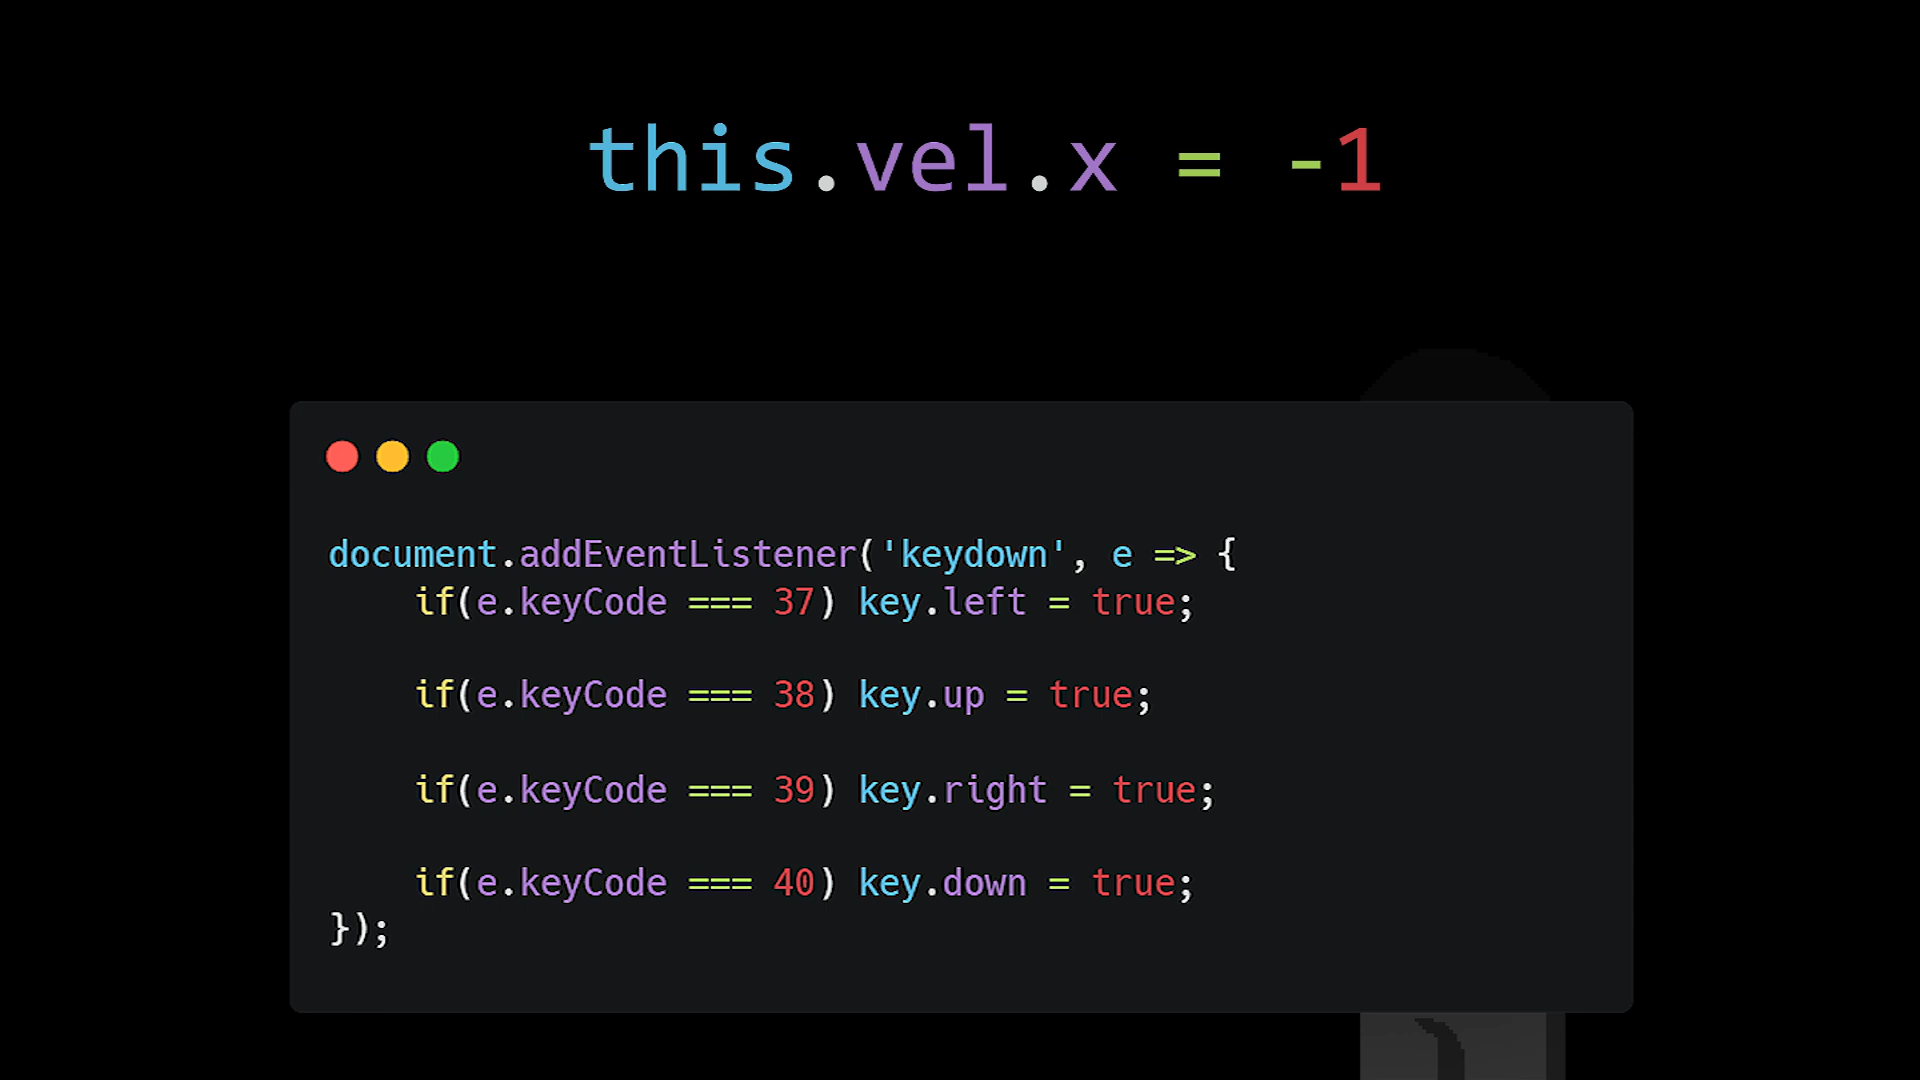 this.vel.x = -1
document.addEventListener('keydown', e => {
    if(e.keyCode === 37) key.left = true;
    if(e.keyCode === 38) key.up = true;
    if(e.keyCode === 39) key.right = true;
    if(e.keyCode === 40) key.down = true;
});